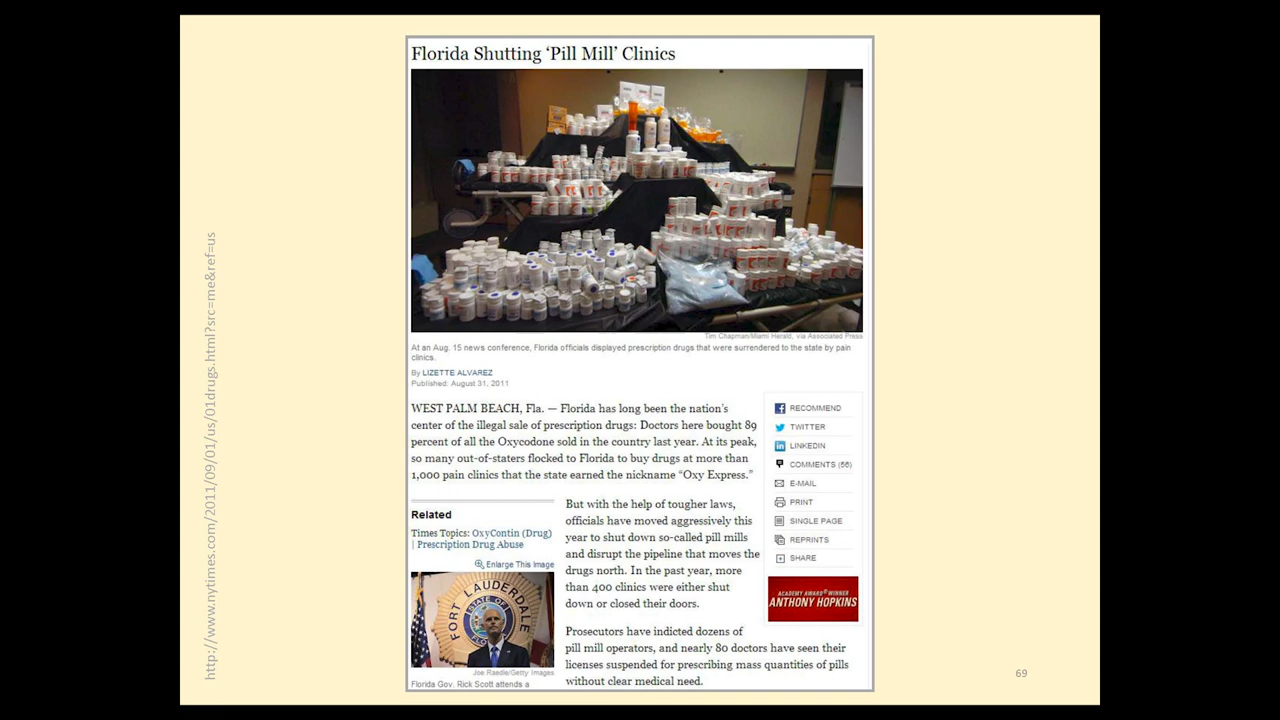 Florida Shutting ‘Pill Mill’ Clinics
Tim Chapman/Miami Herald, via Associated Press
At an Aug. 15 news conference, Florida officials displayed prescription drugs that were surrendered to the state by pain
clinics.
By LIZETTE ALVAREZ
Published: August 31, 2011
WEST PALM BEACH, Fla. — Florida has long been the nation’s
center of the illegal sale of prescription drugs: Doctors here bought 89
percent of all the Oxycodone sold in the country last year. At its peak,
so many out-of-staters flocked to Florida to buy drugs at more than
1,000 pain clinics that the state earned the nickname “Oxy Express.”
RECOMMEND
TWITTER
LINKEDIN
COMMENTS (56)
E-MAIL
PRINT
SINGLE PAGE
REPRINTS
SHARE
ACADEMY AWARD® WINNER
ANTHONY HOPKINS
Related
Times Topics: OxyContin (Drug)
| Prescription Drug Abuse
Enlarge This Image
FORT LAUDERDALE
STATE OF
Joe Raedle/Getty Images
Florida Gov. Rick Scott attends a
But with the help of tougher laws,
officials have moved aggressively this
year to shut down so-called pill mills
and disrupt the pipeline that moves the
drugs north. In the past year, more
than 400 clinics were either shut
down or closed their doors.
Prosecutors have indicted dozens of
pill mill operators, and nearly 80 doctors have seen their
licenses suspended for prescribing mass quantities of pills
without clear medical need.
http://www.nytimes.com/2011/09/01/us/01drugs.html?src=me&ref=us
69